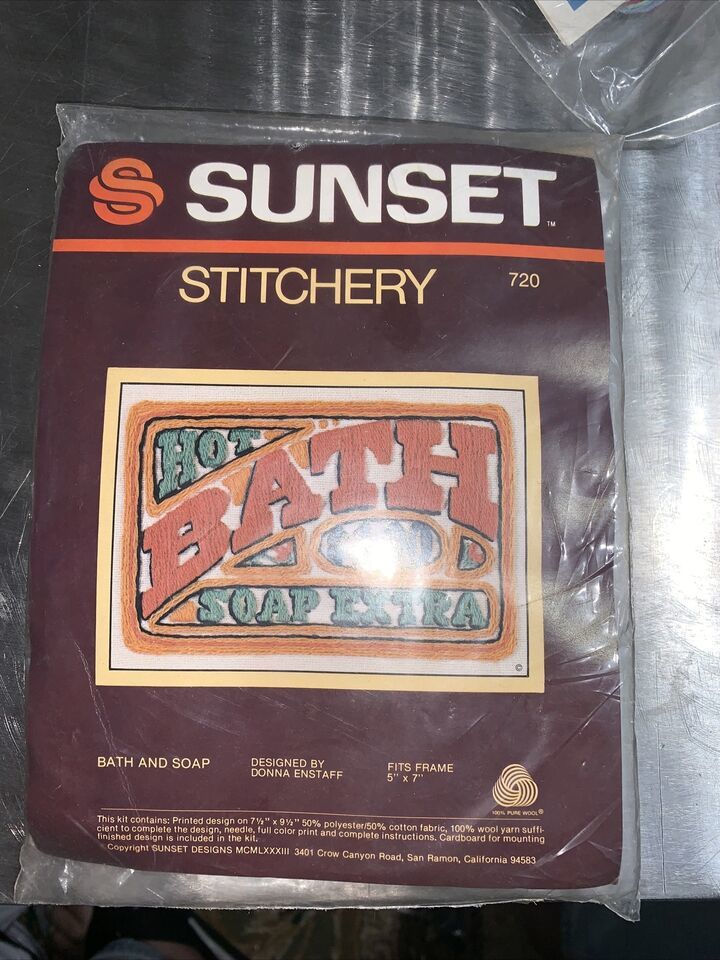 SUNSET™
STITCHERY 720
HOT
BATH
SOAP EXTRA
©
BATH AND SOAP
DESIGNED BY
DONNA ENSTAFF
FITS FRAME
5" x 7"
100% PURE WOOL®
This kit contains: Printed design on 7½" x 9½" 50% polyester/50% cotton fabric, 100% wool yarn suffi-
cient to complete the design, needle, full color print and complete instructions. Cardboard for mounting
finished design is included in the kit.
Copyright SUNSET DESIGNS MCMLXXXIII 3401 Crow Canyon Road, San Ramon, California 94583